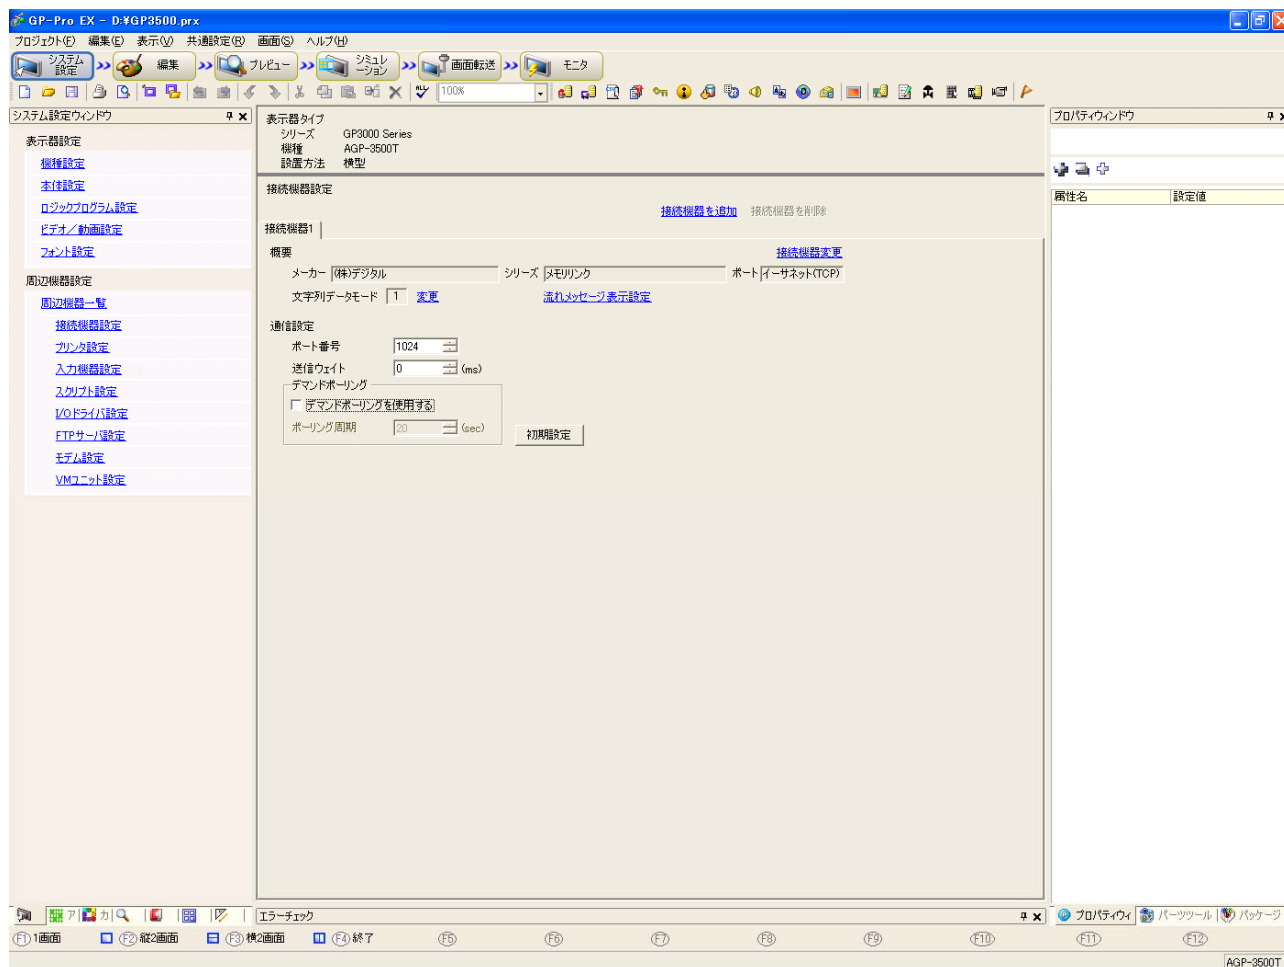 GP-Pro EX - D:¥GP3500.prx
プロジェクト(F) 編集(E) 表示(V) 共通設定(R) 画面(S) ヘルプ(H)
システム設定 編集 プレビュー シミュレーション 画面転送 モニタ
100%
システム設定ウィンドウ
表示器設定
機種設定
本体設定
ロジックプログラム設定
ビデオ／動画設定
フォント設定
周辺機器設定
周辺機器一覧
接続機器設定
プリンタ設定
入力機器設定
スクリプト設定
I/Oドライバ設定
FTPサーバ設定
モデム設定
VMユニット設定
表示器タイプ
シリーズ GP3000 Series
機種 AGP-3500T
設置方法 横型
接続機器設定
接続機器を追加 接続機器を削除
接続機器1
概要 接続機器変更
メーカー (株)デジタル シリーズ メモリリンク ポート イーサネット(TCP)
文字列データモード 1 変更 流れメッセージ表示設定
通信設定
ポート番号 1024
送信ウェイト 0 (ms)
デマンドポーリング
デマンドポーリングを使用する
ポーリング周期 20 (sec) 初期設定
プロパティウィンドウ
属性名 設定値
ア カ
エラーチェック
プロパティウィ パーツツール パッケージ
(F1) 1画面 (F2) 縦2画面 (F3) 横2画面 (F4) 終了 (F5) (F6) (F7) (F8) (F9) (F10) (F11) (F12)
AGP-3500T